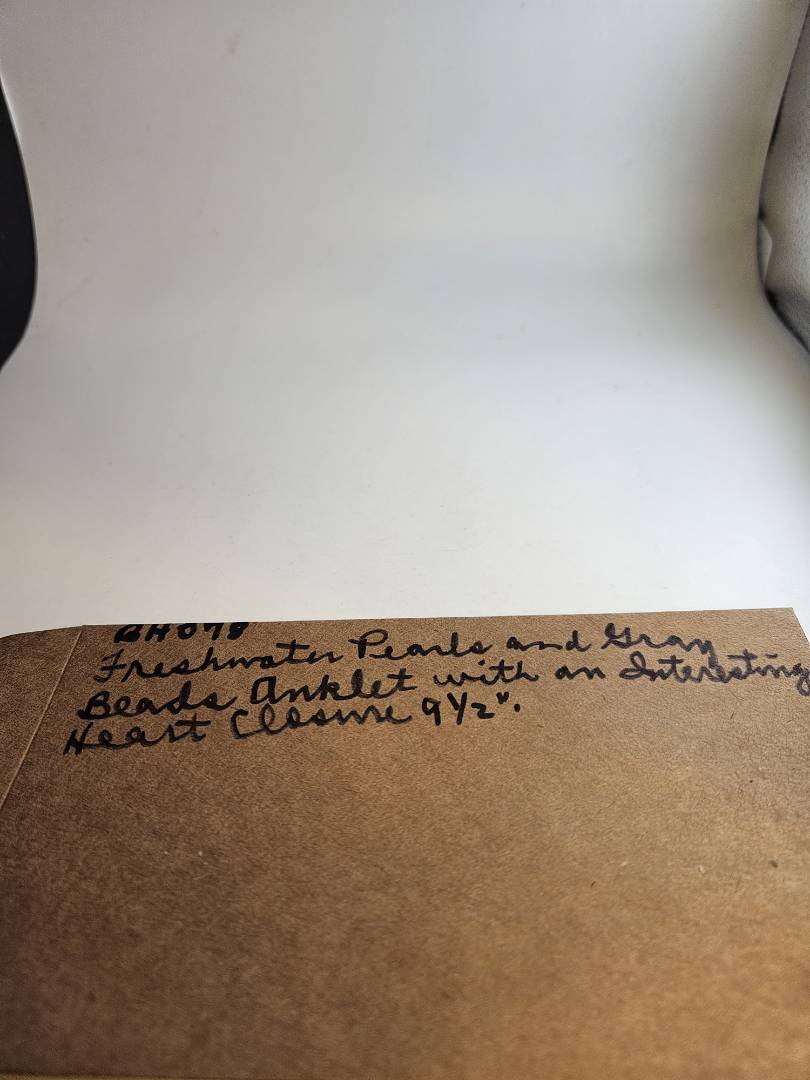 Freshwater Pearls and Gray
Beads Anklet with an Interesting
Heart Closure 9 1/2".